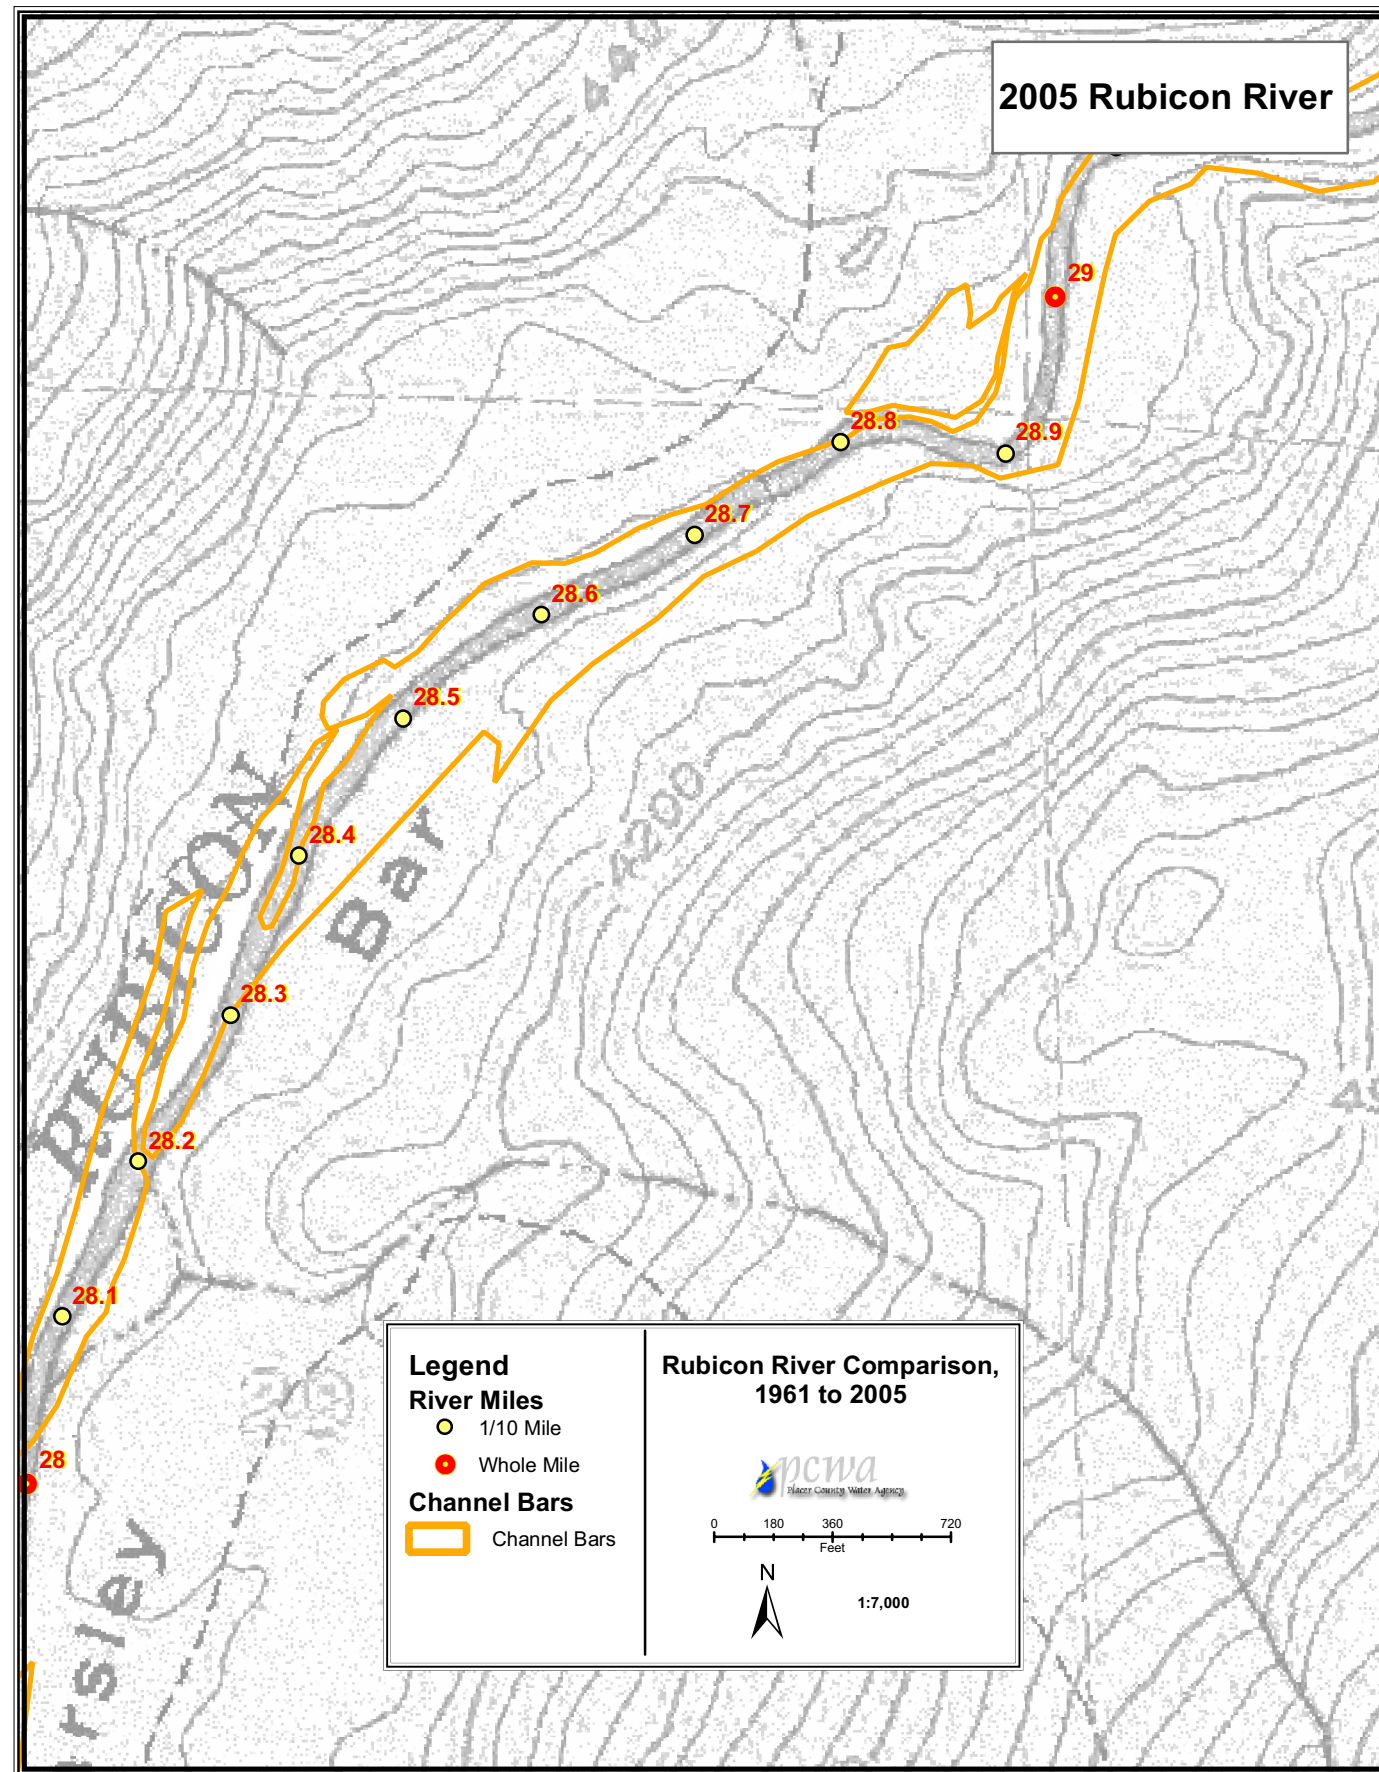 2005 Rubicon River
29
28.8
28.9
28.7
28.6
28.5
28.4
28.3
28.2
28.1
28
4200
Bar
Legend
River Miles
1/10 Mile
Whole Mile
Channel Bars
Channel Bars
Rubicon River Comparison,
1961 to 2005
pcwa
Placer County Water Agency
0 180 360 720
Feet
N
1:7,000